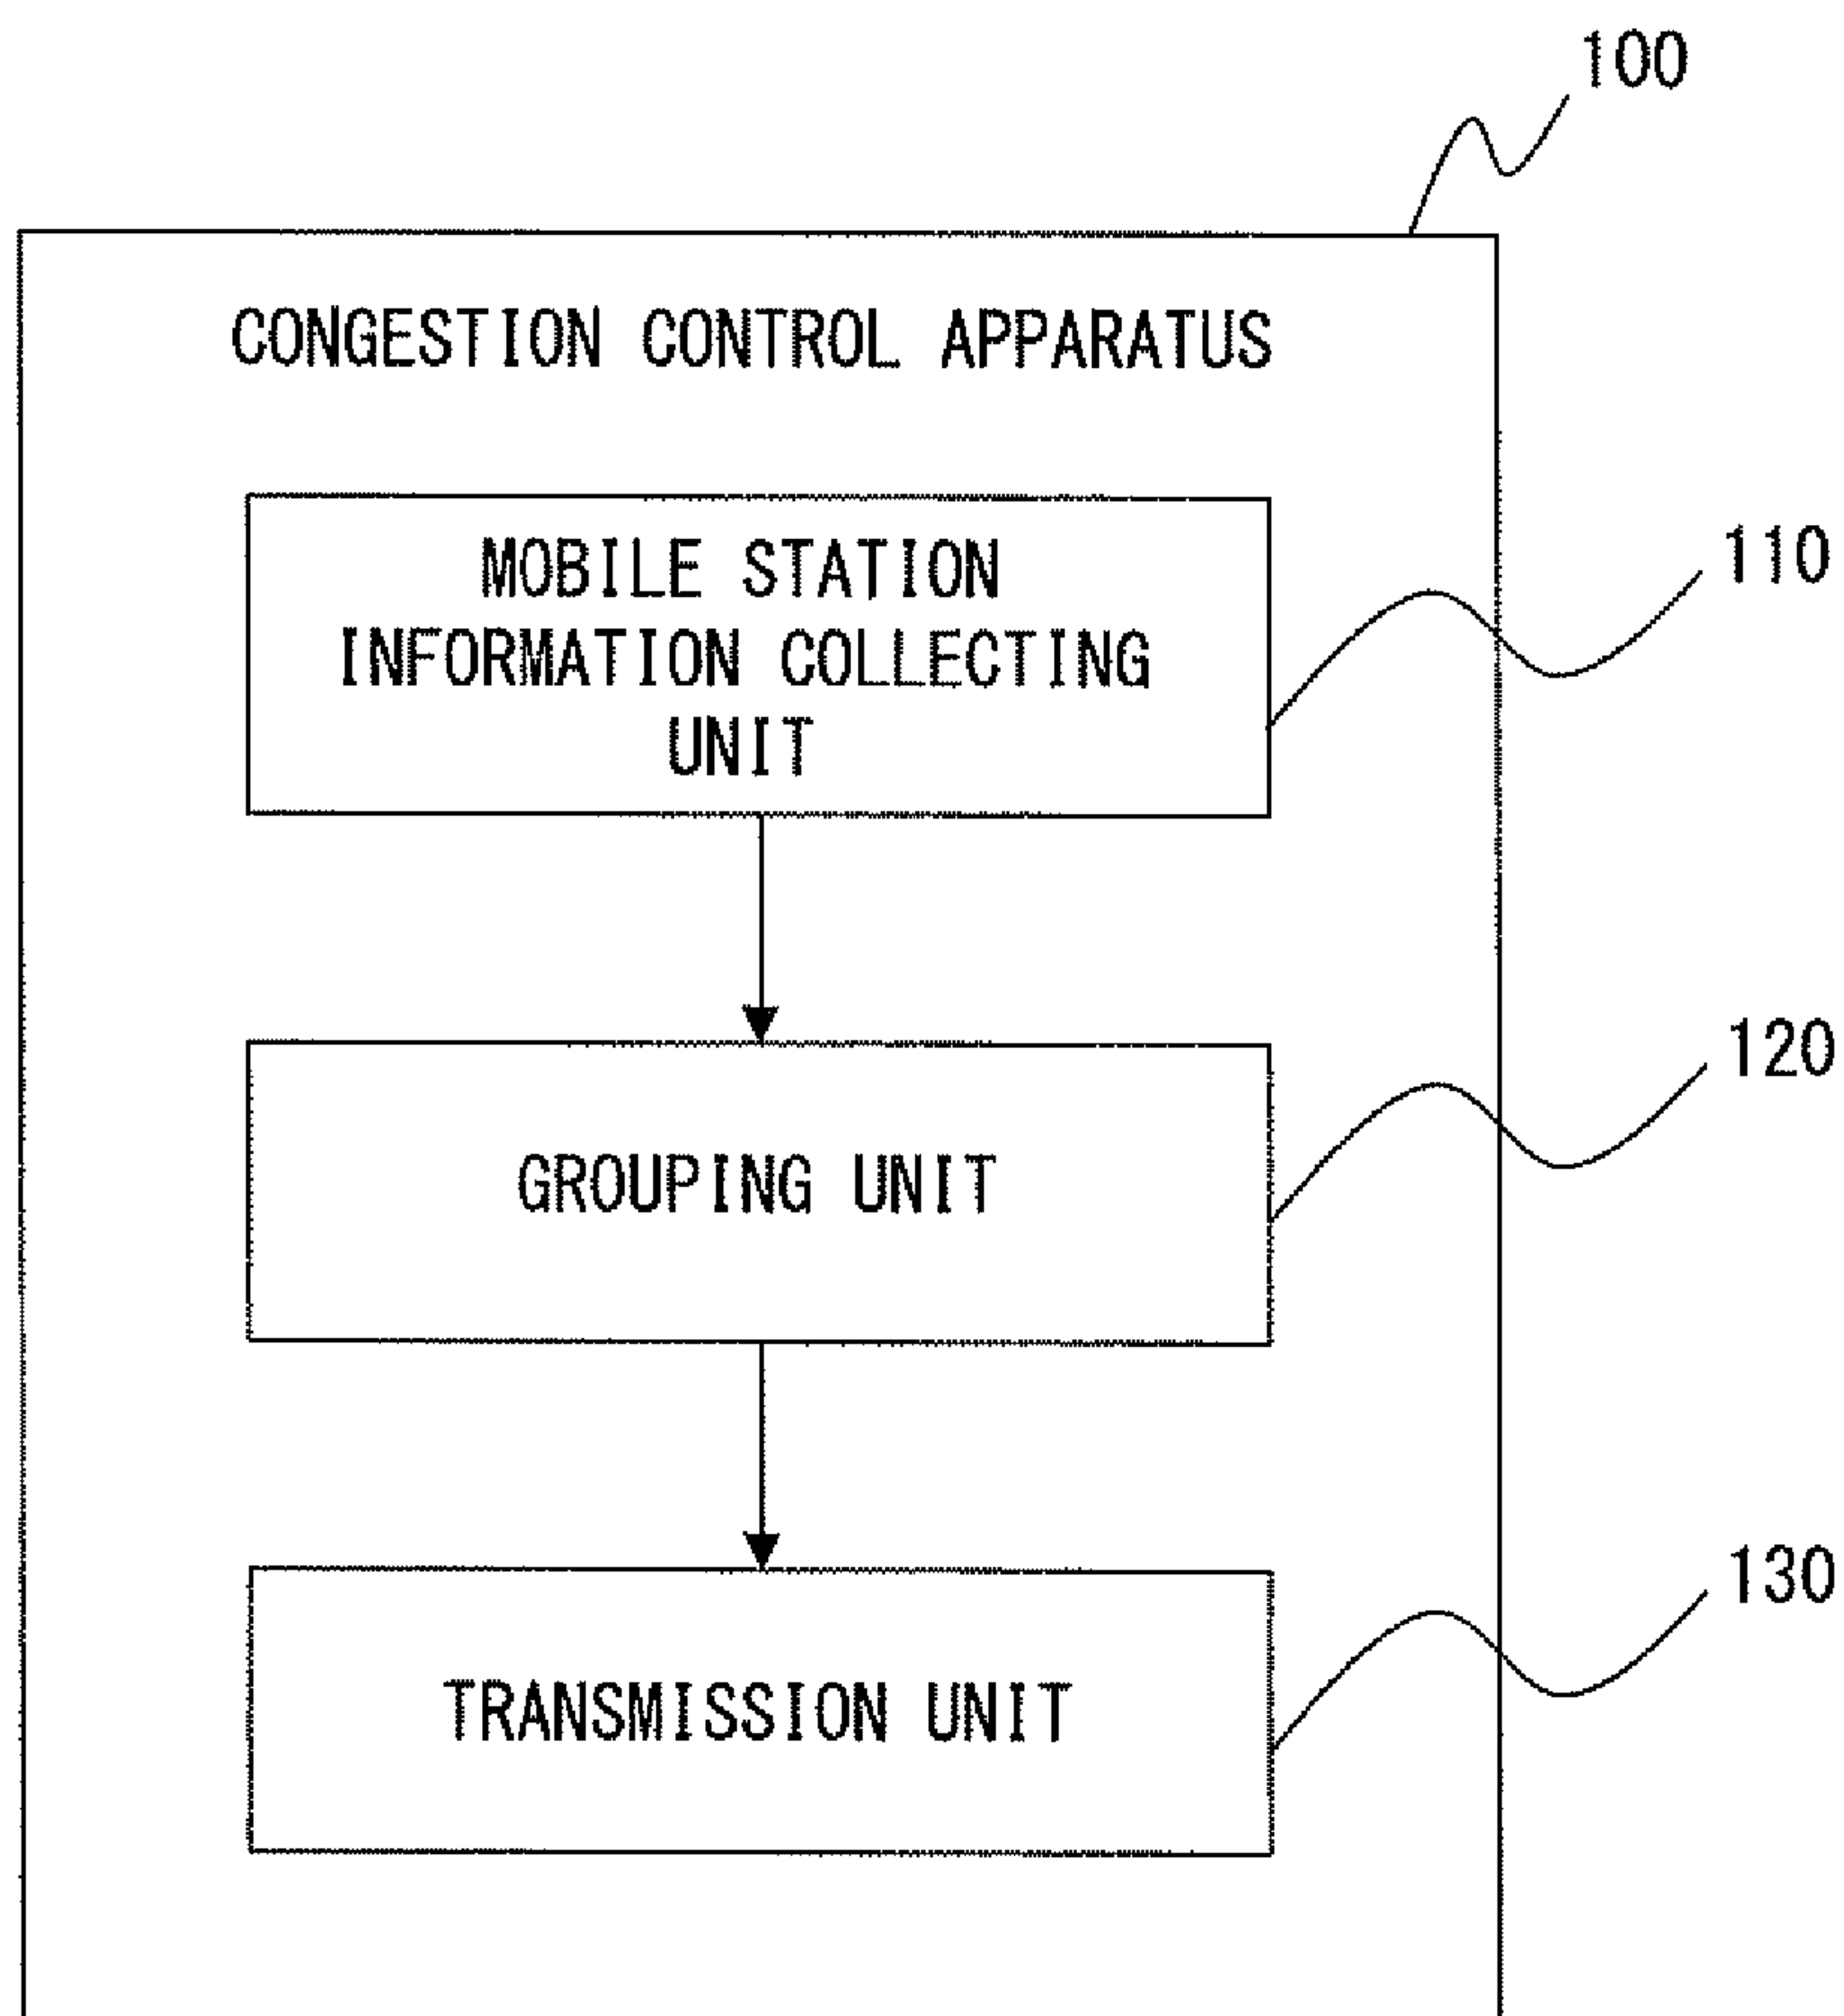 100
CONGESTION CONTROL APPARATUS
MOBILE STATION
INFORMATION COLLECTING
UNIT
110
GROUPING UNIT
120
TRANSMISSION UNIT
130